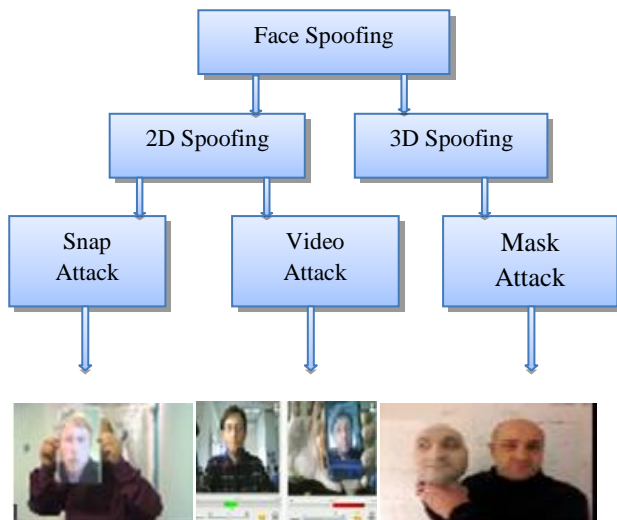 Face Spoofing
2D Spoofing
3D Spoofing
Snap
Attack
Video
Attack
Mask
Attack